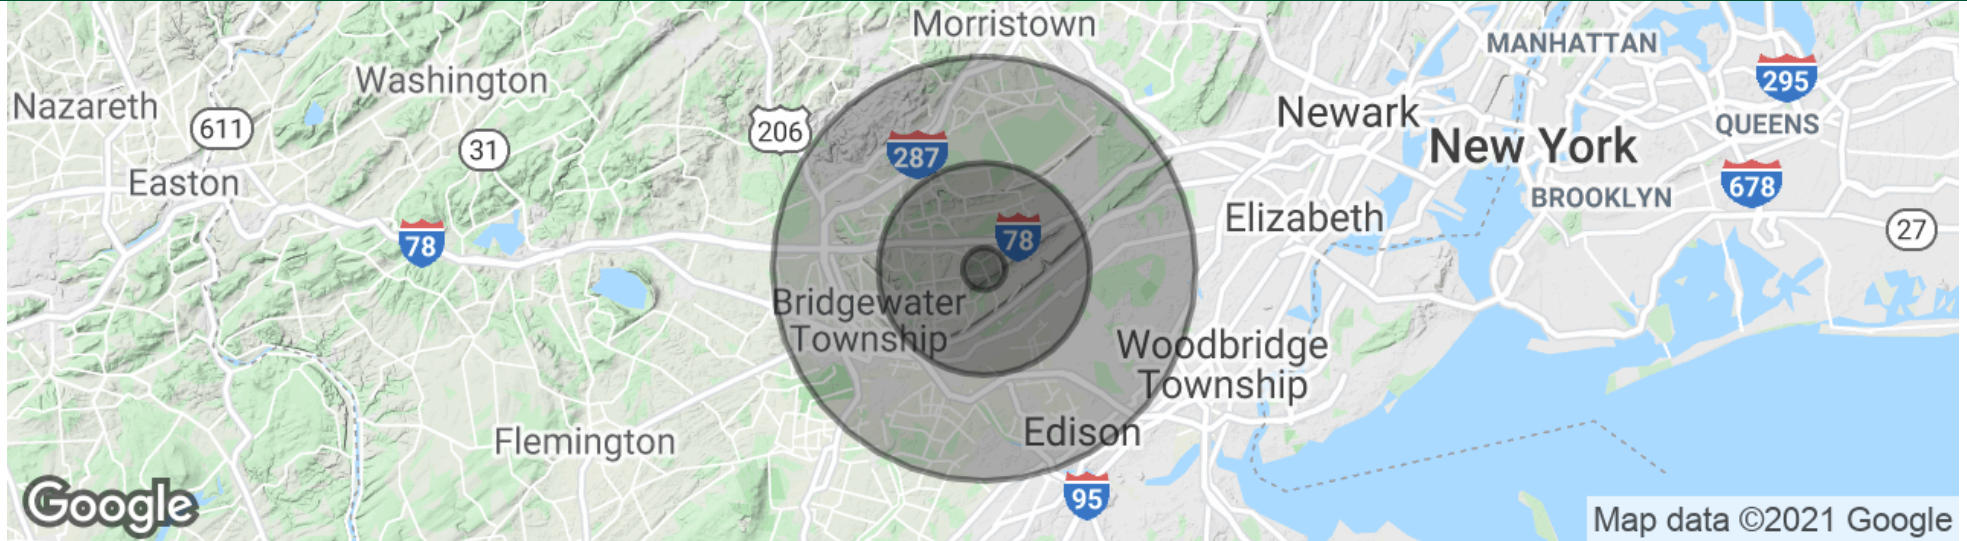 Morristown
MANHATTAN
Washington
295
Nazareth
Newark
QUEENS
611
206
31
287
New York
Easton
678
BROOKLYN
Elizabeth
27
78
78
Bridgewater
Township
Woodbridge
Township
Edison
Flemington
95
Google
Map data ©2021 Google